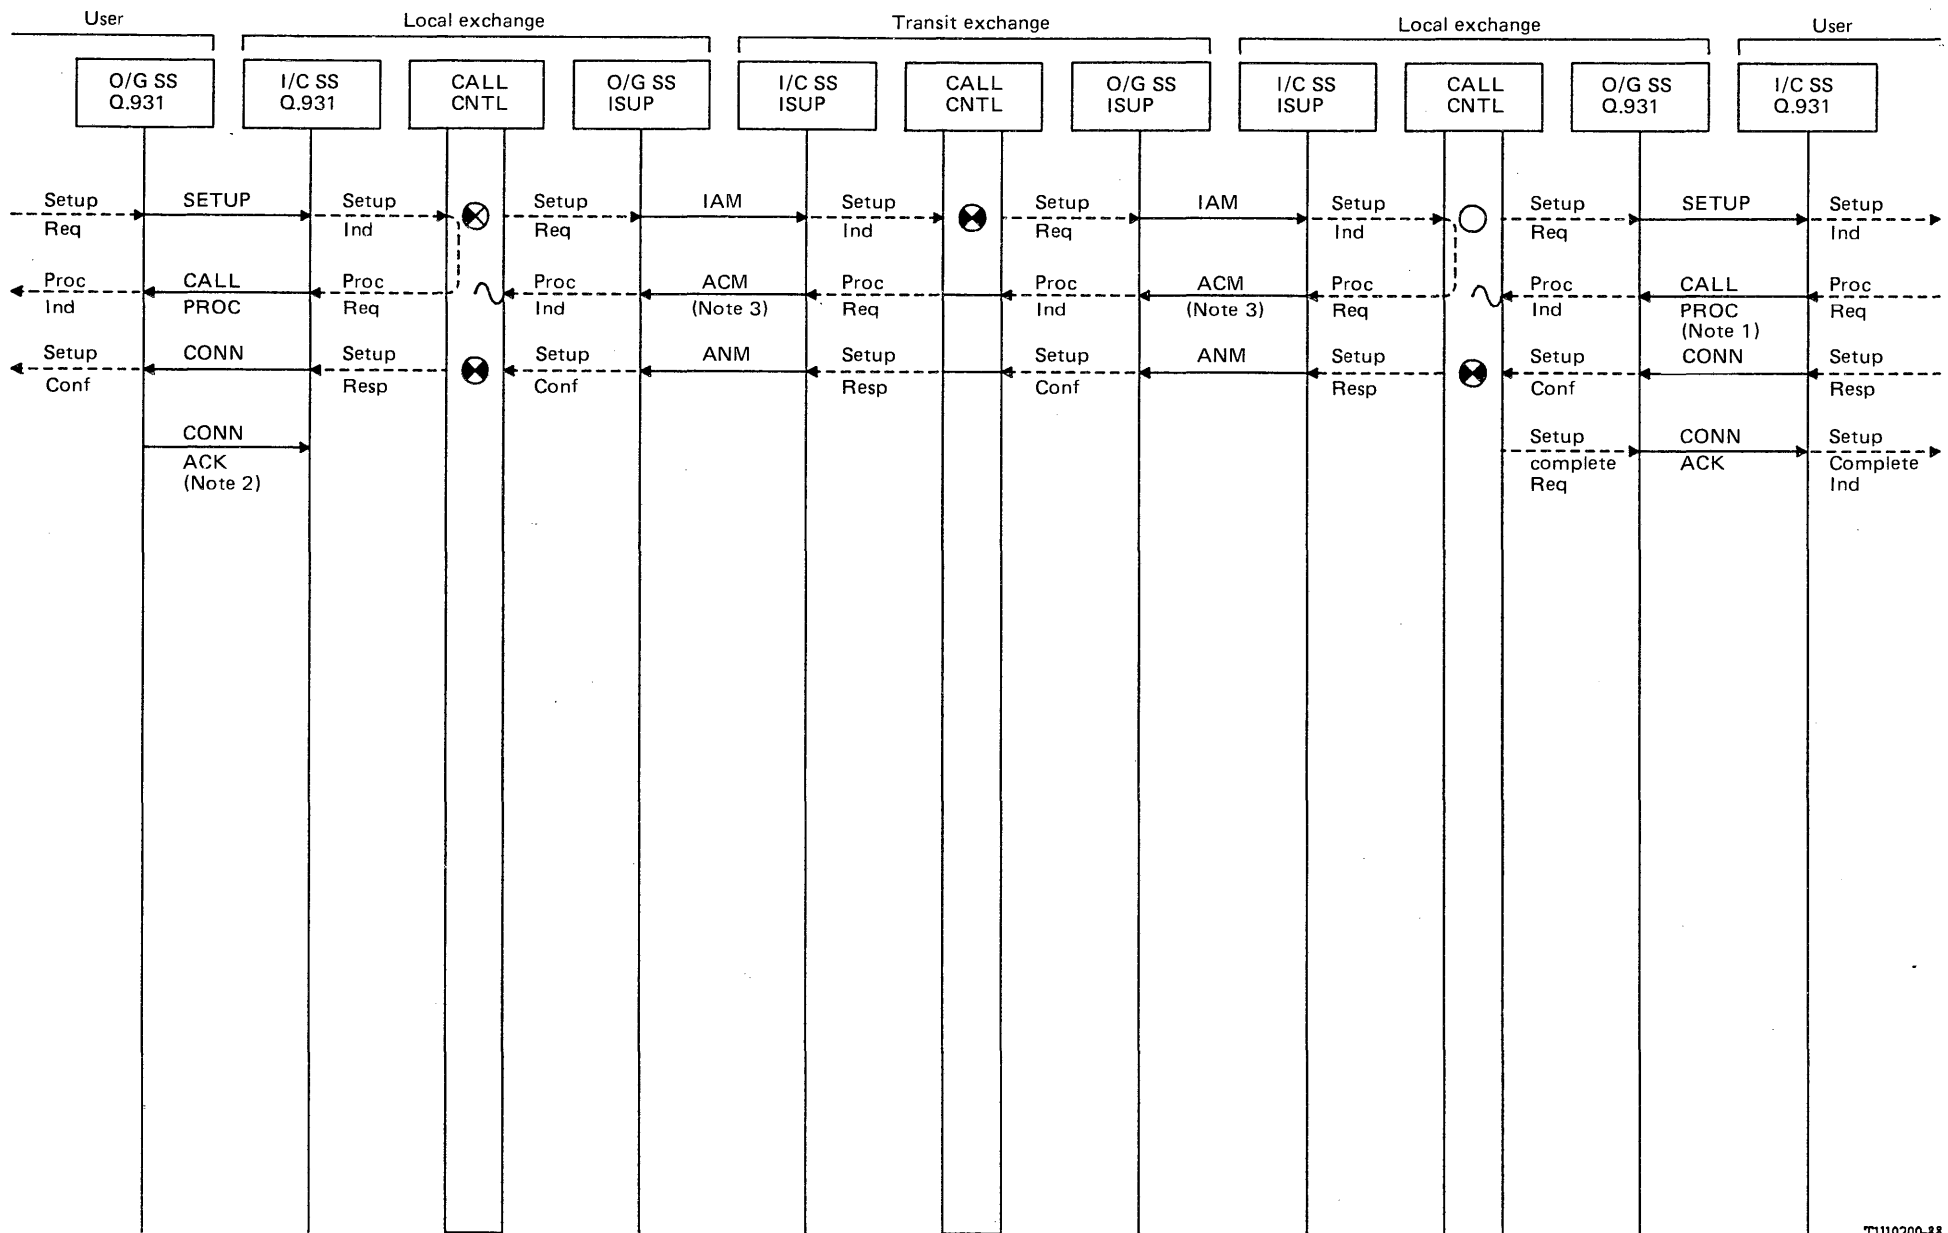 User
Local exchange
Transit exchange
Local exchange
User
O/G SS
Q.931
I/C SS
Q.931
CALL
CNTL
O/G SS
ISUP
I/C SS
ISUP
CALL
CNTL
O/G SS
ISUP
I/C SS
ISUP
CALL
CNTL
O/G SS
Q.931
I/C SS
Q.931
Setup
Req
SETUP
Setup
Ind
Setup
Req
IAM
Setup
Ind
Setup
Req
IAM
Setup
Ind
Setup
Req
SETUP
Setup
Ind
Proc
Ind
CALL
PROC
Proc
Req
Proc
Ind
ACM
(Note 3)
Proc
Req
Proc
Ind
ACM
(Note 3)
Proc
Req
Proc
Ind
CALL
PROC
(Note 1)
Proc
Req
Setup
Conf
CONN
Setup
Resp
Setup
Conf
ANM
Setup
Resp
Setup
Conf
ANM
Setup
Resp
Setup
Conf
CONN
Setup
Resp
CONN
ACK
(Note 2)
Setup
complete
Req
CONN
ACK
Setup
Complete
Ind
T1110200-88